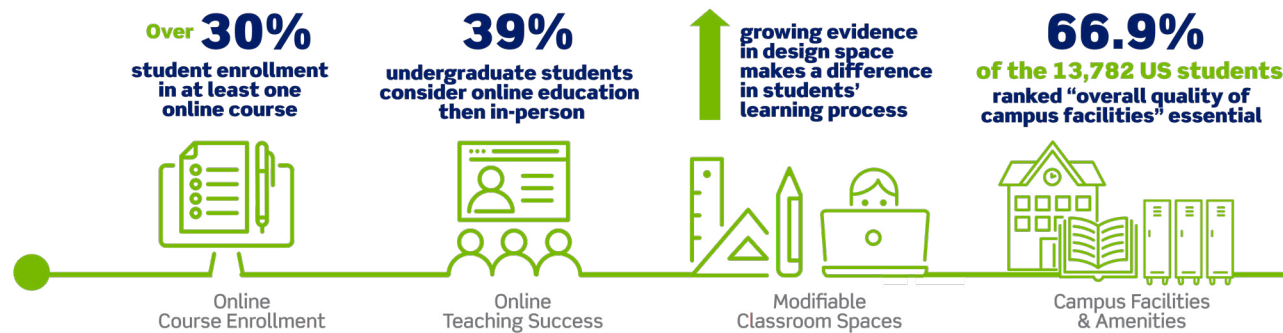 Over 30%
student enrollment
in at least one
online course
39%
undergraduate students
consider online education
then in-person
growing evidence
in design space
makes a difference
in students'
learning process
66.9%
of the 13,782 US students
ranked “overall quality of
campus facilities” essential
Online
Course Enrollment
Online
Teaching Success
Modifiable
Classroom Spaces
Campus Facilities
& Amenities